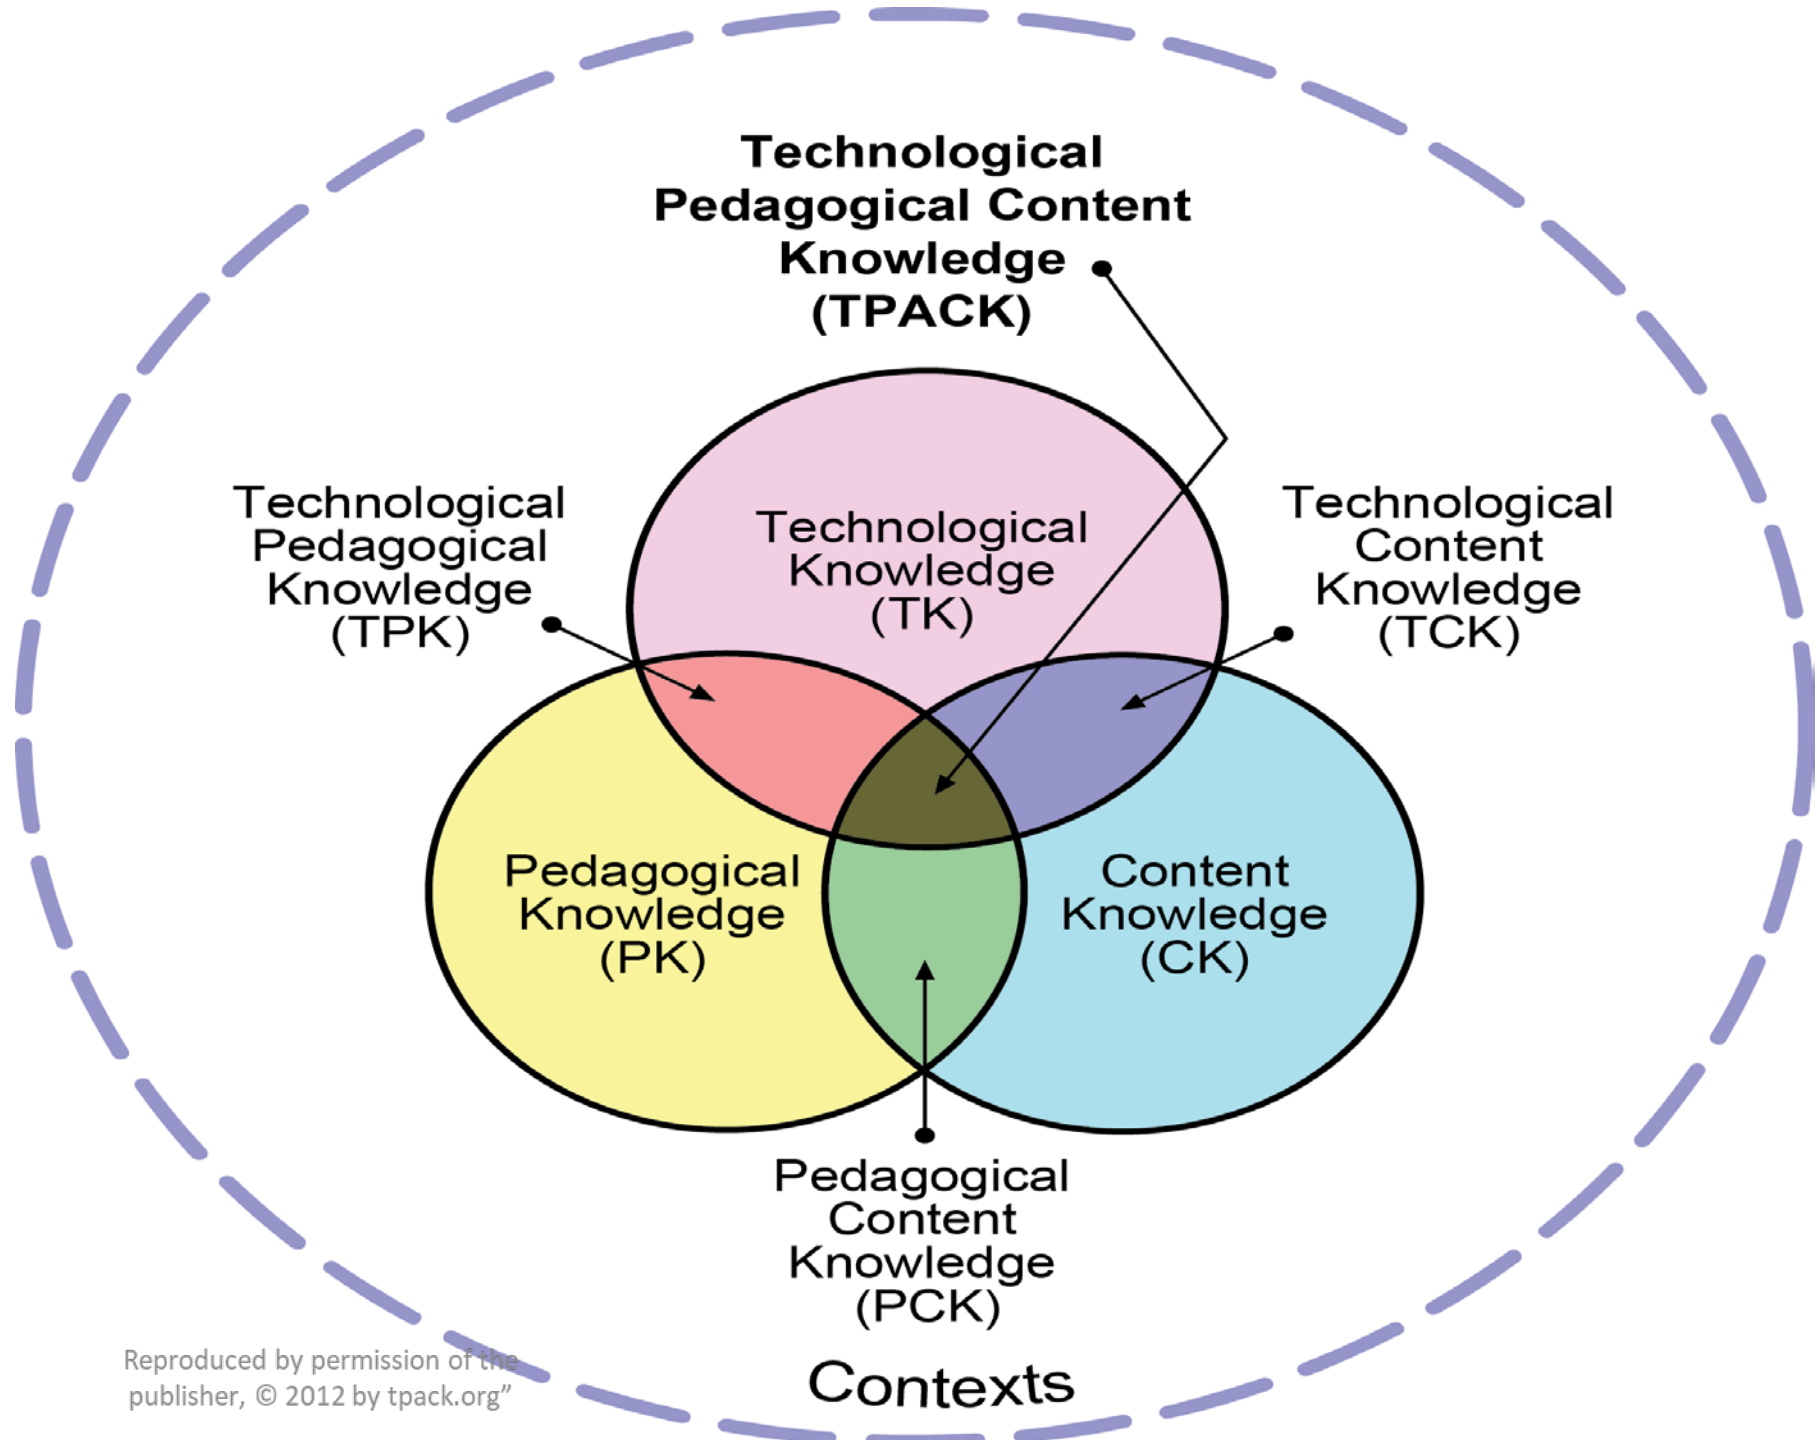 Technological
Pedagogical Content
Knowledge
(TPACK)
Technological
Pedagogical
Knowledge
(TPK)
Technological
Knowledge
(TK)
Technological
Content
Knowledge
(TCK)
Pedagogical
Knowledge
(PK)
Content
Knowledge
(CK)
Pedagogical
Content
Knowledge
(PCK)
Contexts
Reproduced by permission of the
publisher, © 2012 by tpack.org”